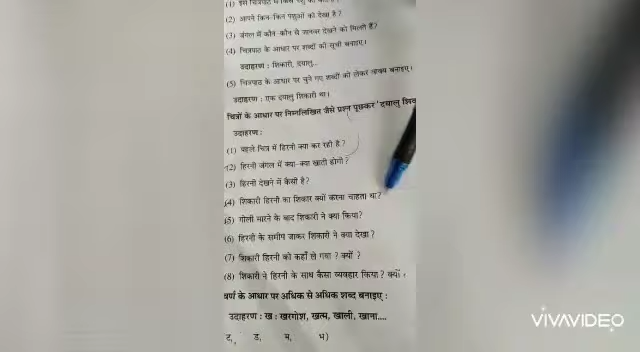 (1) इस चित्रपाठ में किस पशु की
(2) आपने किन-किन पशुओं को देखा है?
(3) जंगल में कौन-कौन से जानवर देखने को मिलते हैं?
(4) चित्रपाठ के आधार पर शब्दों की सूची बनाइए।
उदाहरण : शिकारी, दयालु...
(5) चित्रपाठ के आधार पर चुने गए शब्दों को लेकर वाक्य बनाइए।
उदाहरण : एक दयालु शिकारी था।
चित्रों के आधार पर निम्नलिखित जैसे प्रश्न पूछकर 'दयालु
उदाहरण :
(1) पहले चित्र में हिरनी क्या कर रही है?
(2) हिरनी जंगल में क्या-क्या खाती होगी?
(3) हिरनी देखने में कैसी है?
(4) शिकारी हिरनी का शिकार क्यों करना चाहता था?
(5) गोली मारने के बाद शिकारी ने क्या किया?
(6) हिरनी के समीप जाकर शिकारी ने क्या देखा?
(7) शिकारी हिरनी को कहाँ ले गया? क्यों?
(8) शिकारी ने हिरनी के साथ कैसा व्यवहार किया? क्यों
वर्ण के आधार पर अधिक से अधिक शब्द बनाइए :
उदाहरण : ख : खरगोश, खत्म, खाली, खाना....
द, ड, म, भ)
VIVAVIDEO